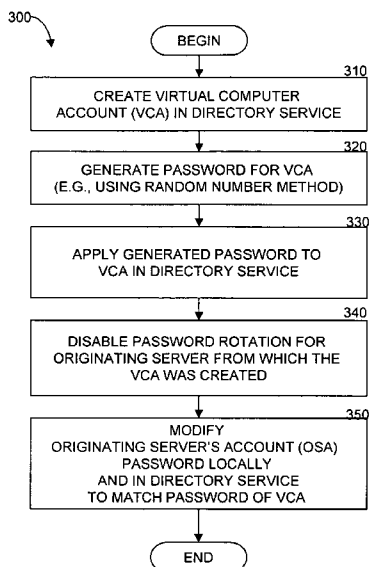 300
BEGIN
310
CREATE VIRTUAL COMPUTER
ACCOUNT (VCA) IN DIRECTORY SERVICE
320
GENERATE PASSWORD FOR VCA
(E.G., USING RANDOM NUMBER METHOD)
330
APPLY GENERATED PASSWORD TO
VCA IN DIRECTORY SERVICE
340
DISABLE PASSWORD ROTATION FOR
ORIGINATING SERVER FROM WHICH THE
VCA WAS CREATED
350
MODIFY
ORIGINATING SERVER'S ACCOUNT (OSA)
PASSWORD LOCALLY
AND IN DIRECTORY SERVICE
TO MATCH PASSWORD OF VCA
END